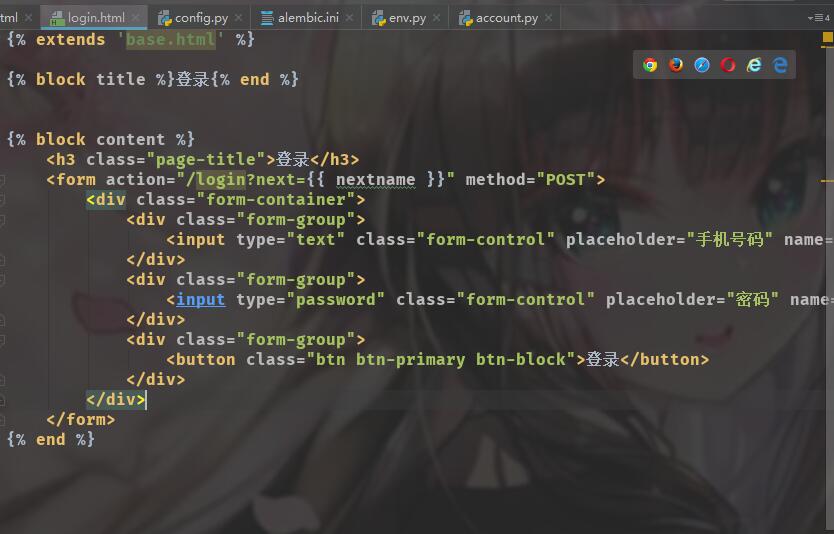 tml login.html config.py alembic.ini env.py account.py 4
{% extends 'base.html' %}
{% block title %}登录{% end %}
{% block content %}
<h3 class="page-title">登录</h3>
<form action="/login?next={{ nextname }}" method="POST">
<div class="form-container">
<div class="form-group">
<input type="text" class="form-control" placeholder="手机号码" name=
</div>
<div class="form-group">
<input type="password" class="form-control" placeholder="密码" name=
</div>
<div class="form-group">
<button class="btn btn-primary btn-block">登录</button>
</div>
</div>
</form>
{% end %}